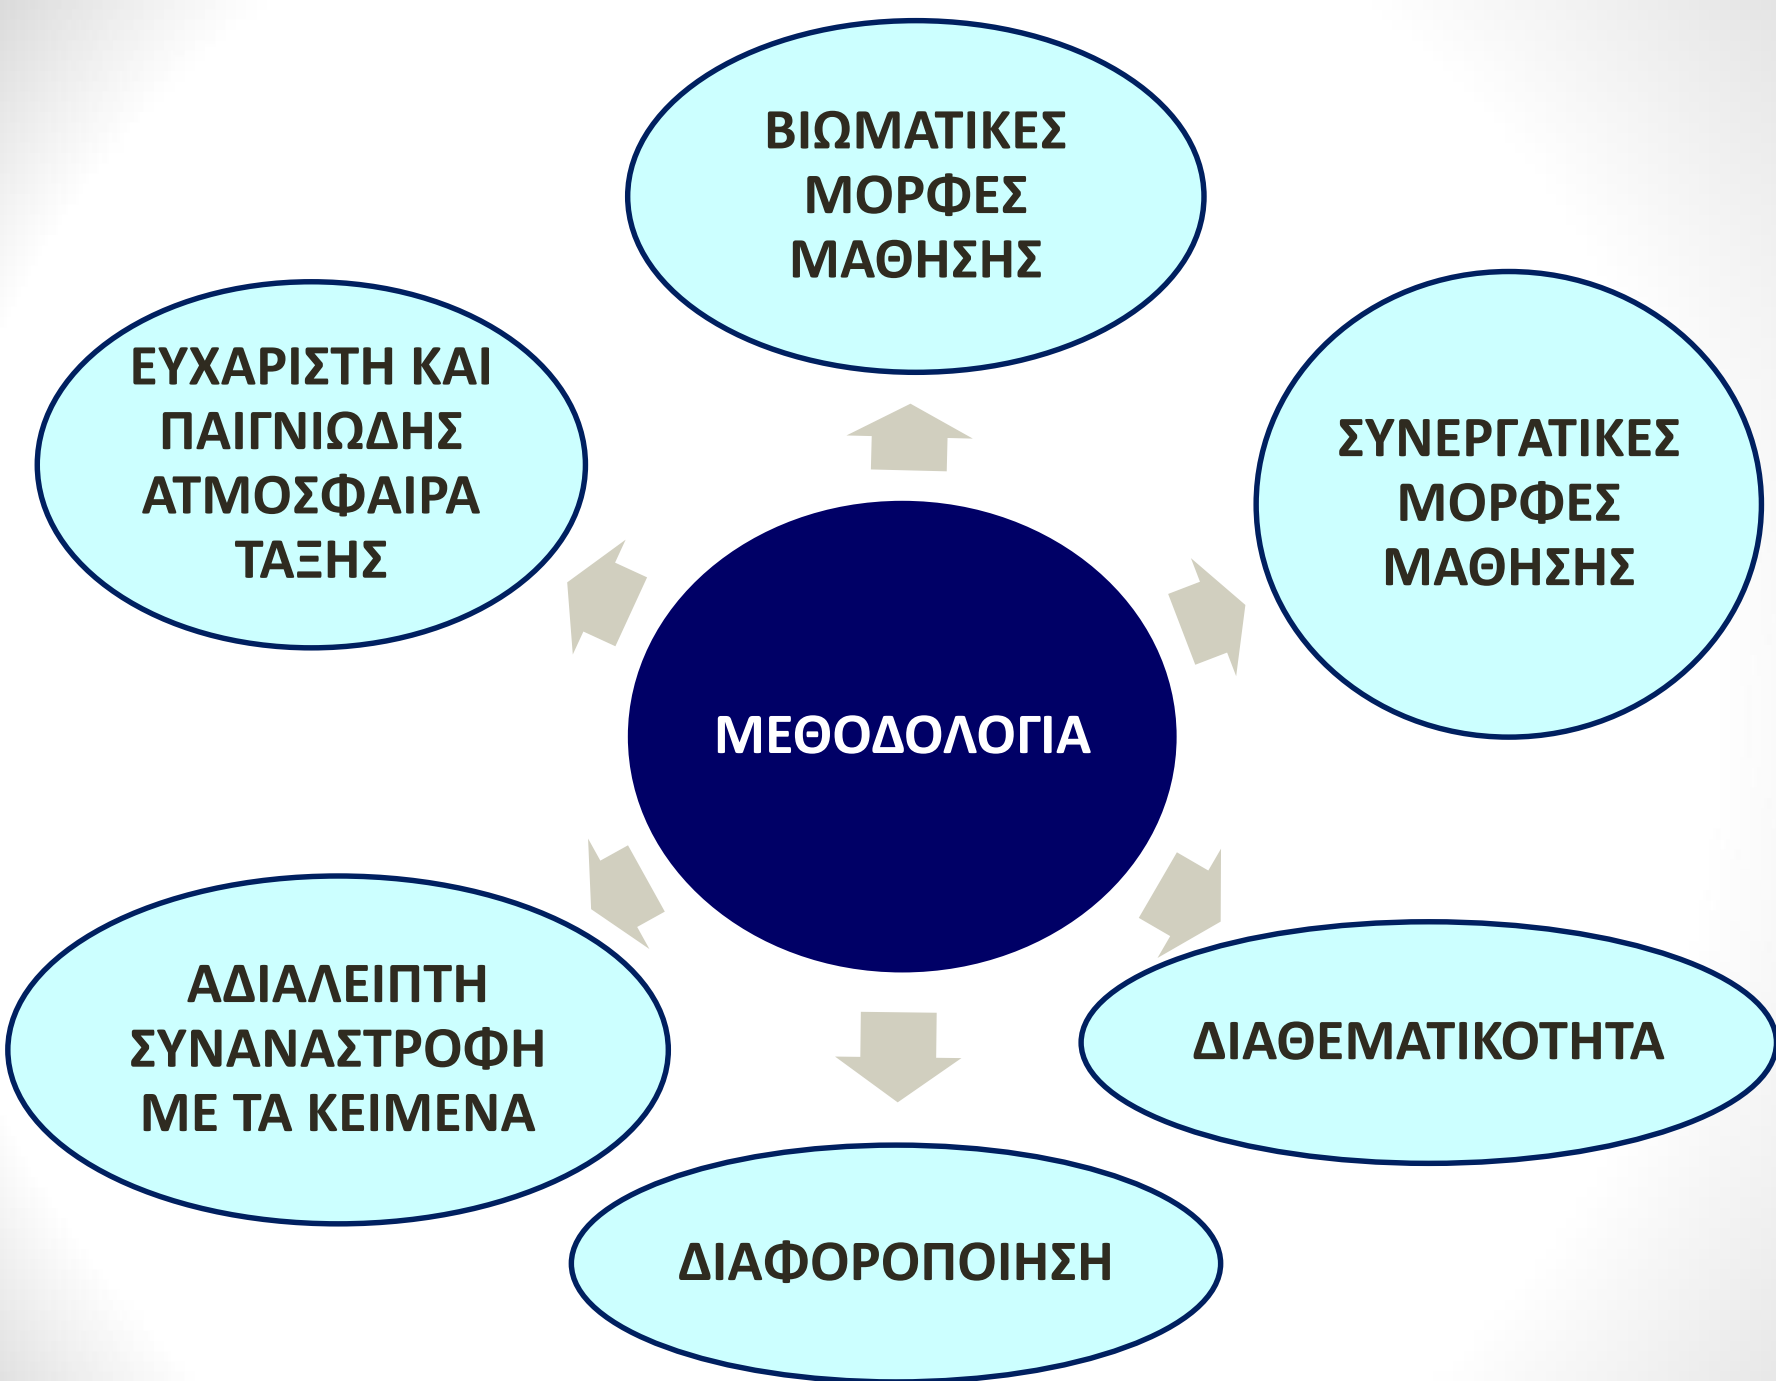 ΒΙΩΜΑΤΙΚΕΣ
ΜΟΡΦΕΣ
ΜΑΘΗΣΗΣ
ΣΥΝΕΡΓΑΤΙΚΕΣ
ΜΟΡΦΕΣ
ΜΑΘΗΣΗΣ
ΔΙΑΘΕΜΑΤΙΚΟΤΗΤΑ
ΔΙΑΦΟΡΟΠΟΙΗΣΗ
ΑΔΙΑΛΕΙΠΤΗ
ΣΥΝΑΝΑΣΤΡΟΦΗ
ΜΕ ΤΑ ΚΕΙΜΕΝΑ
ΕΥΧΑΡΙΣΤΗ ΚΑΙ
ΠΑΙΓΝΙΩΔΗΣ
ΑΤΜΟΣΦΑΙΡΑ
ΤΑΞΗΣ
ΜΕΘΟΔΟΛΟΓΙΑ